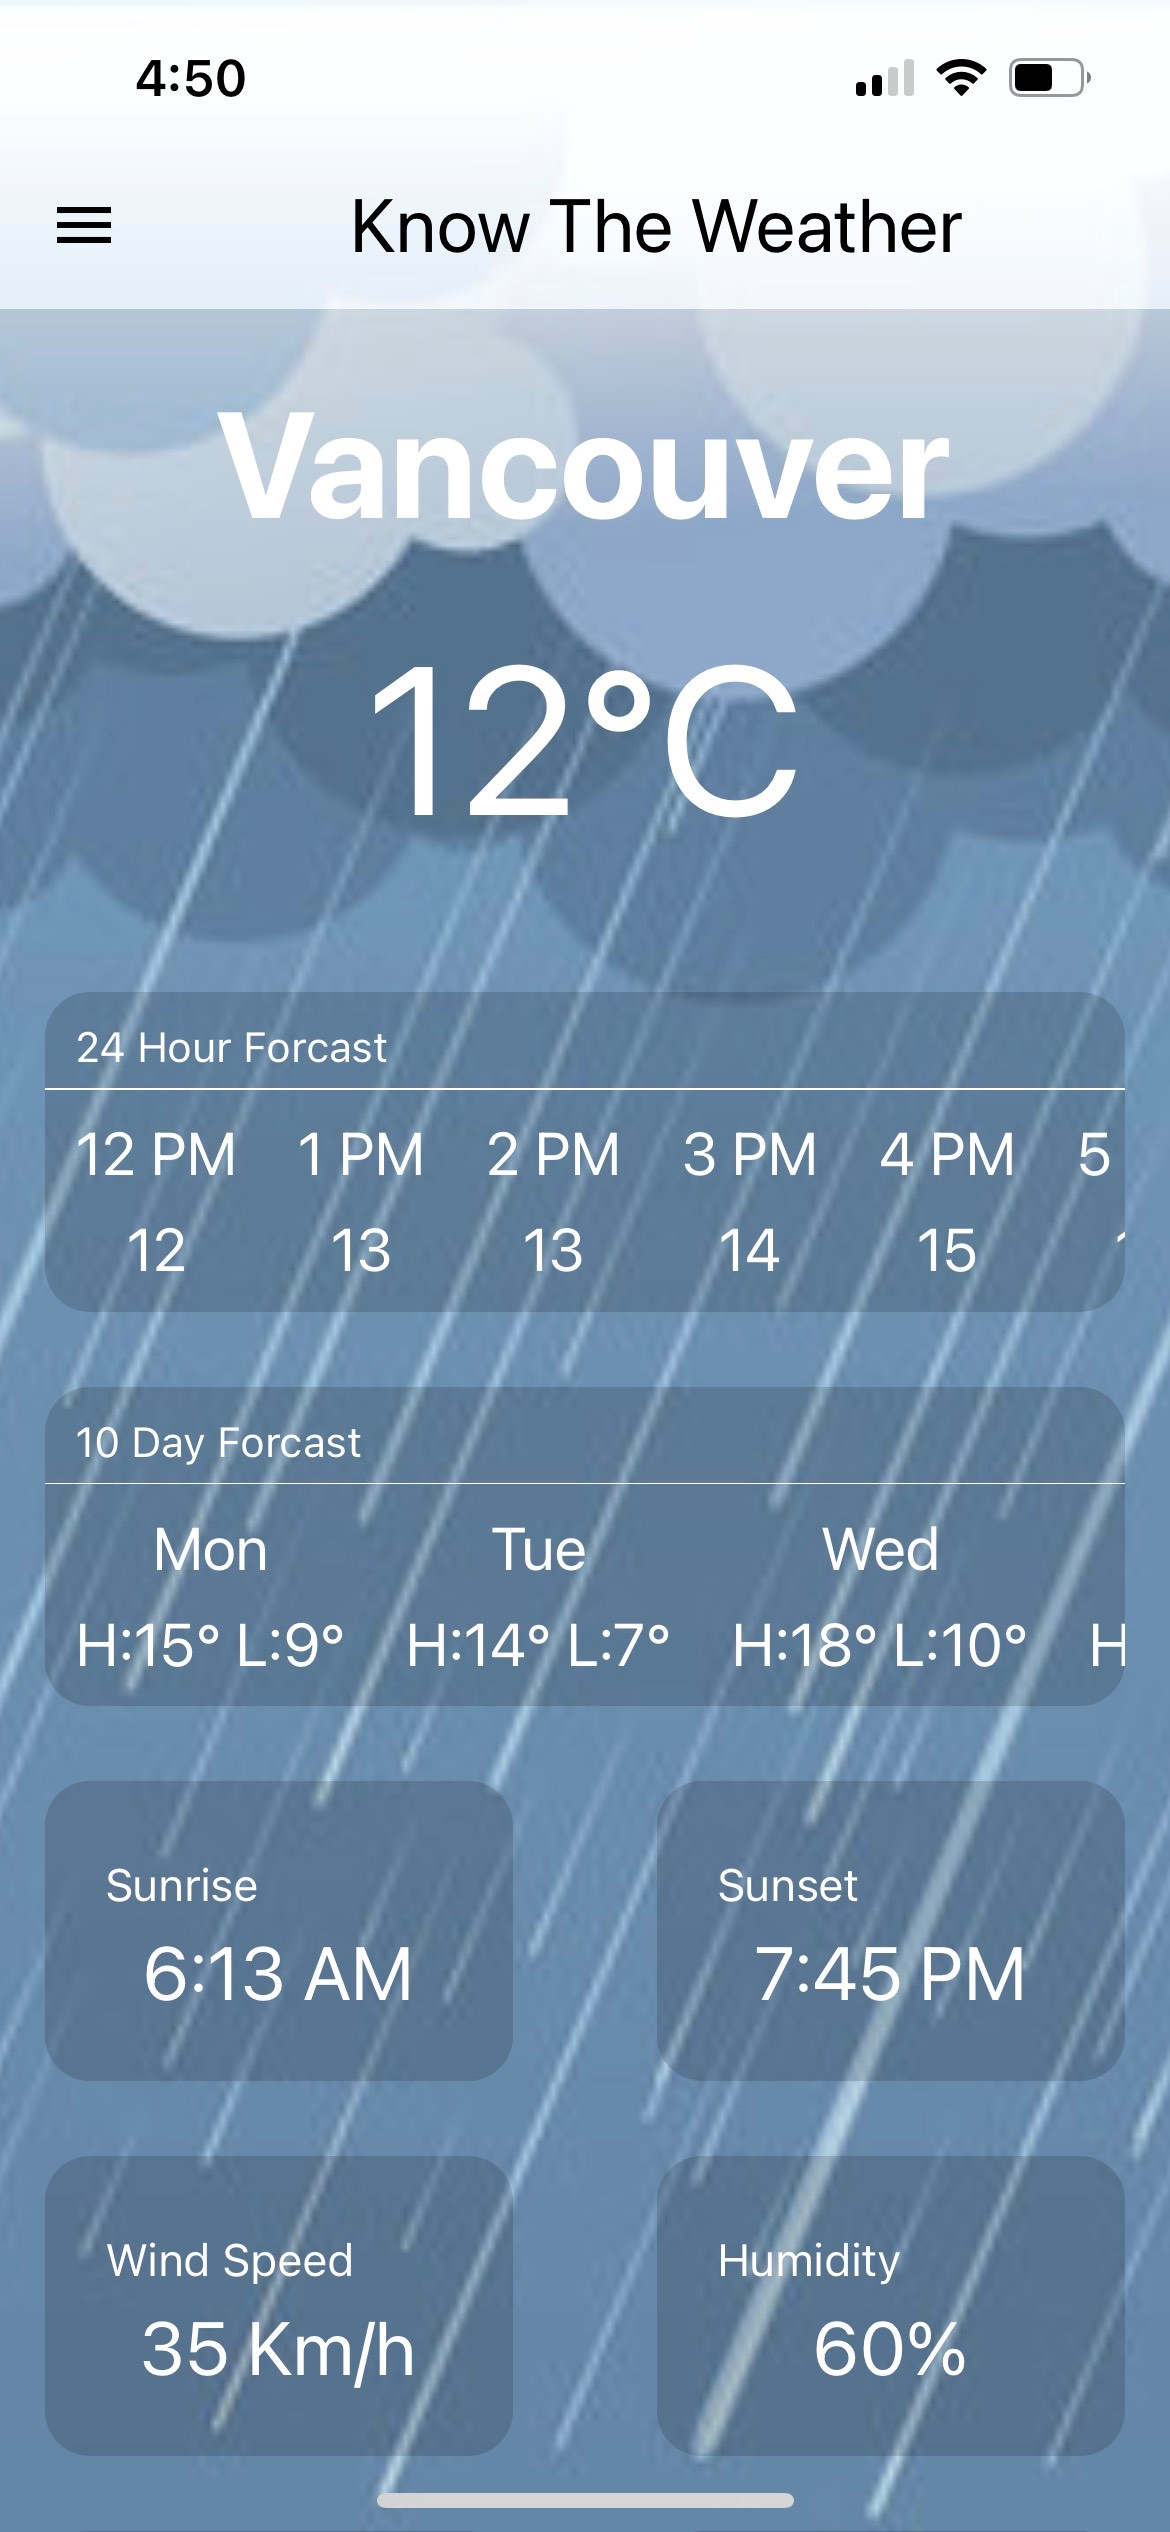 4:50
Know The Weather
Vancouver
12°C
24 Hour Forcast
12 PM 1 PM 2 PM 3 PM 4 PM 5
12 13 13 14 15
10 Day Forcast
Mon Tue Wed
H:15° L:9° H:14° L:7° H:18° L:10° H
Sunrise Sunset
6:13 AM 7:45 PM
Wind Speed Humidity
35 Km/h 60%